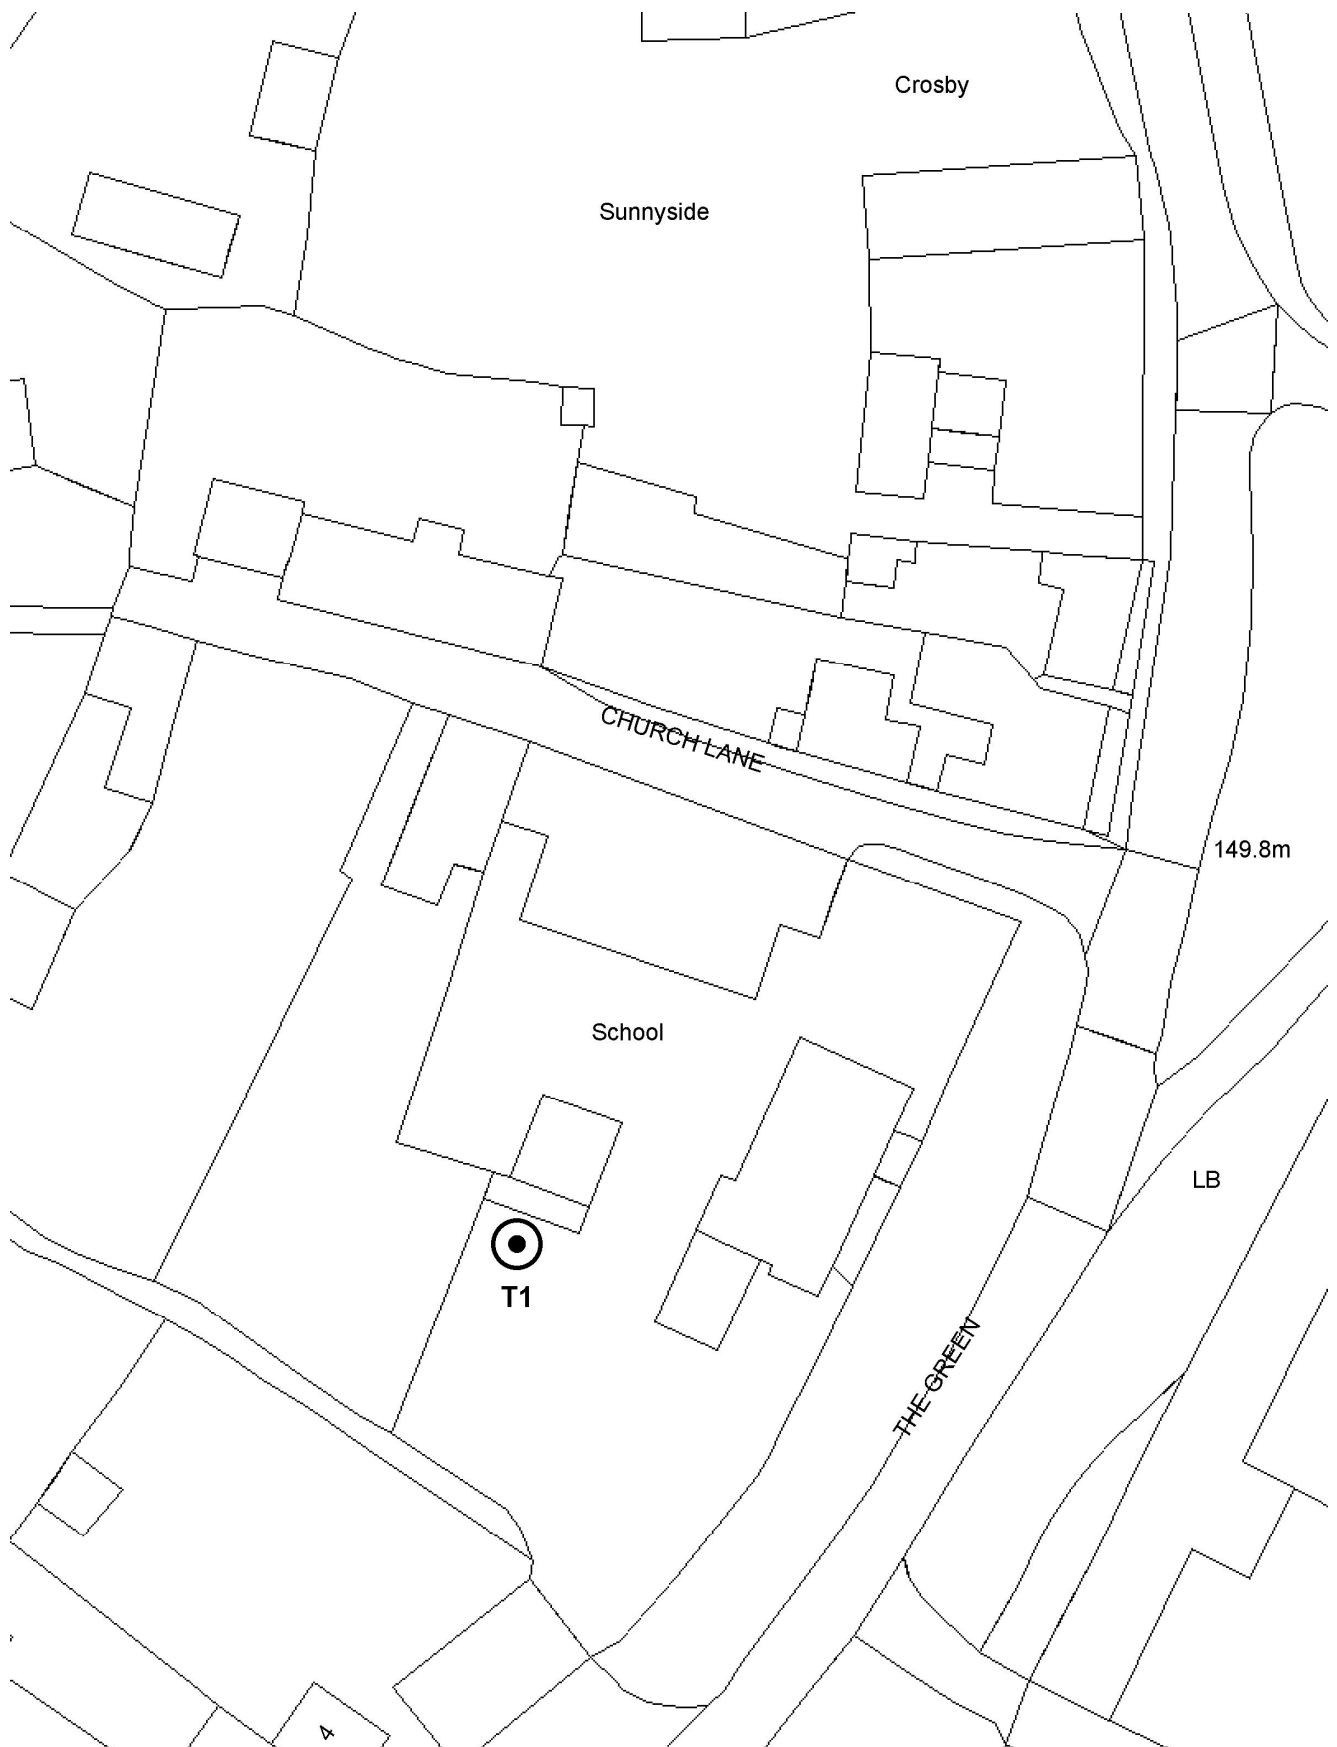 Crosby
Sunnyside
CHURCH LANE
149.8m
School
LB
T1
THE GREEN
4